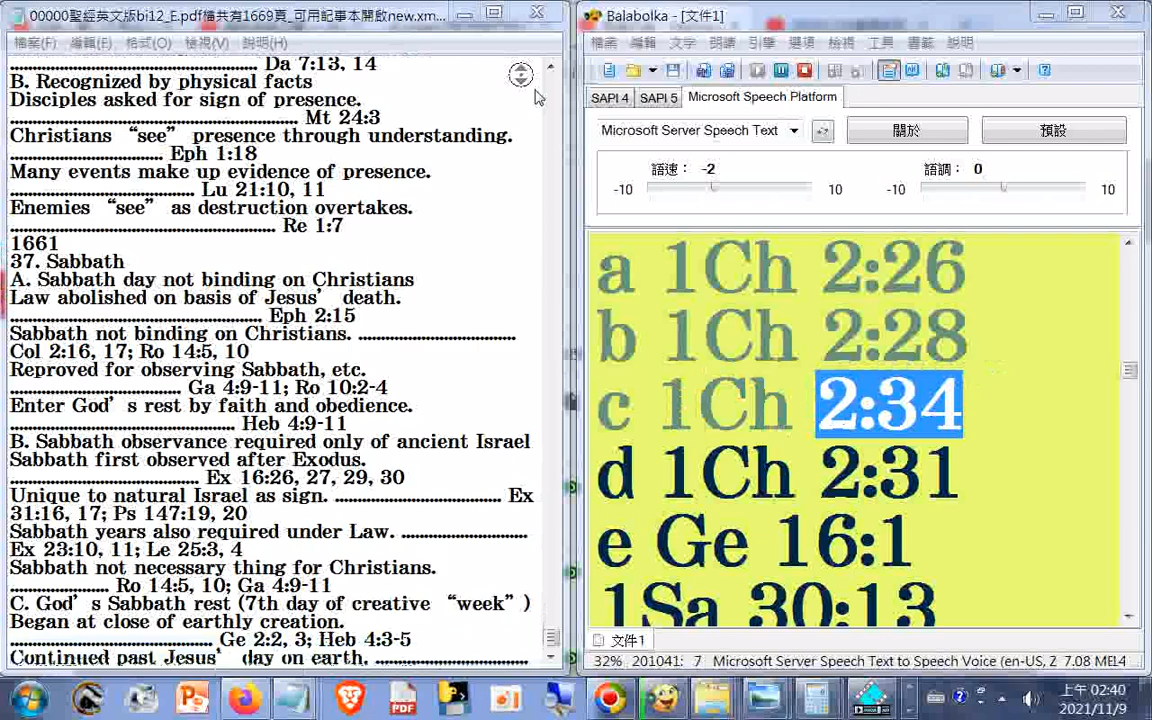 00000聖經英文版bi12_E.pdf檔共有1669頁_可用記事本開啟new.xm...
檔案(F) 編輯(E) 格式(O) 檢視(V) 說明(H)
Da 7:13, 14
B. Recognized by physical facts
Disciples asked for sign of presence.
Mt 24:3
Christians “see” presence through understanding.
Eph 1:18
Many events make up evidence of presence.
Lu 21:10, 11
Enemies “see” as destruction overtakes.
Re 1:7
1661
37. Sabbath
A. Sabbath day not binding on Christians
Law abolished on basis of Jesus’ death.
Eph 2:15
Sabbath not binding on Christians.
Col 2:16, 17; Ro 14:5, 10
Reproved for observing Sabbath, etc.
Ga 4:9-11; Ro 10:2-4
Enter God’s rest by faith and obedience.
Heb 4:9-11
B. Sabbath observance required only of ancient Israel
Sabbath first observed after Exodus.
Ex 16:26, 27, 29, 30
Unique to natural Israel as sign. Ex
31:16, 17; Ps 147:19, 20
Sabbath years also required under Law.
Ex 23:10, 11; Le 25:3, 4
Sabbath not necessary thing for Christians.
Ro 14:5, 10; Ga 4:9-11
C. God’s Sabbath rest (7th day of creative “week”)
Began at close of earthly creation.
Ge 2:2, 3; Heb 4:3-5
Continued past Jesus’ day on earth.
Balabolka - [文件1]
檔案 編輯 文字 朗讀 引擎 選項 檢視 工具 書籤 說明
SAPI 4 SAPI 5 Microsoft Speech Platform
Microsoft Server Speech Text 關於 預設
語速： -2 語調： 0
-10 10 -10 10
a 1Ch 2:26
b 1Ch 2:28
c 1Ch 2:34
d 1Ch 2:31
e Ge 16:1
1Sa 30:13
文件1
32% 201041: 7 Microsoft Server Speech Text to Speech Voice (en-US, 7.08 ME
上午 02:40
2021/11/9